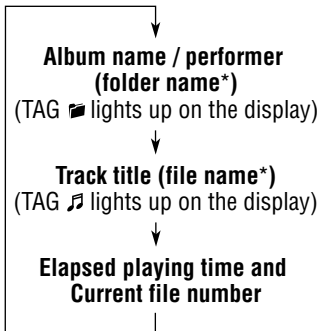 Album name / performer
(folder name*)
(TAG lights up on the display)
Track title (file name*)
(TAG lights up on the display)
Elapsed playing time and
Current file number